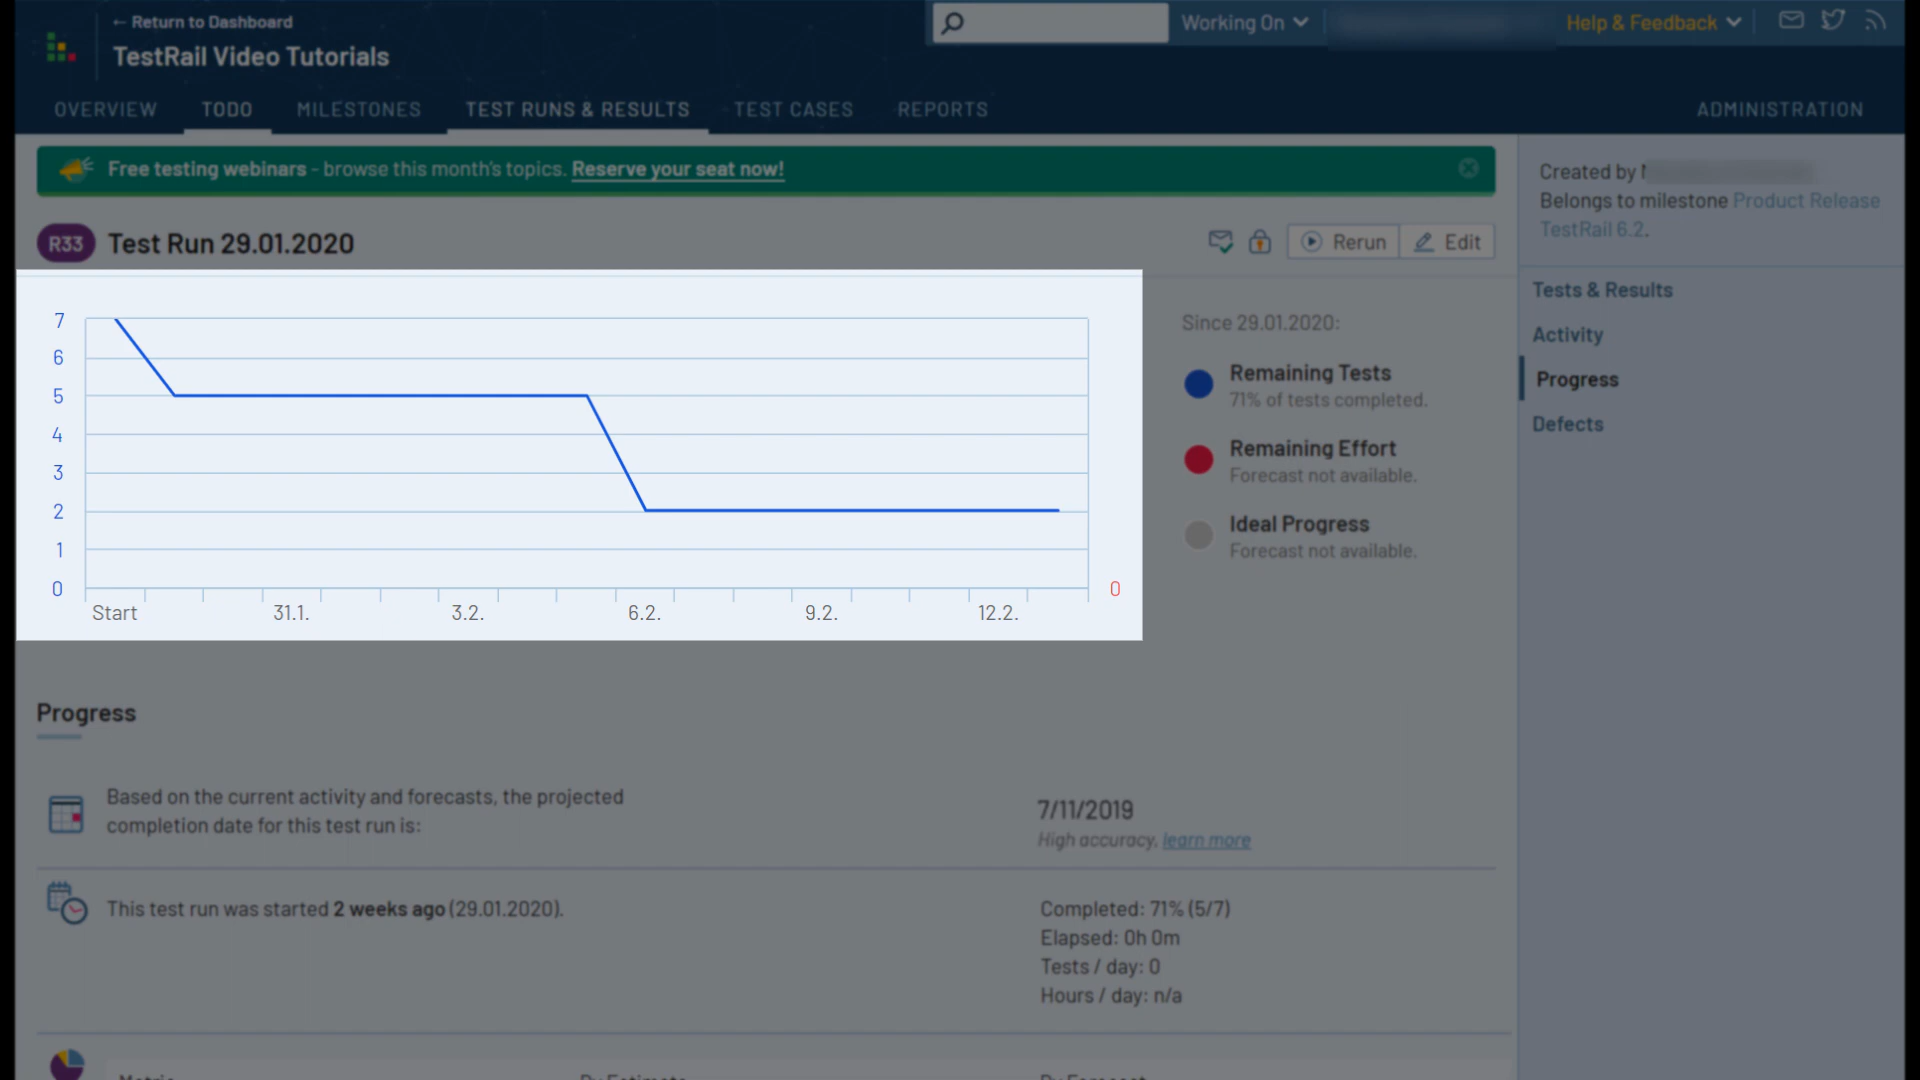 ← Return to Dashboard
TestRail Video Tutorials
Working On
Help & Feedback
OVERVIEW TODO MILESTONES TEST RUNS & RESULTS TEST CASES REPORTS ADMINISTRATION
Free testing webinars - browse this month's topics. Reserve your seat now!
R33 Test Run 29.01.2020
Rerun Edit
Created by
Belongs to milestone Product Release
TestRail 6.2.
Tests & Results
Activity
Progress
Defects
7
6
5
4
3
2
1
0
0
Start 31.1. 3.2. 6.2. 9.2. 12.2.
Since 29.01.2020:
Remaining Tests
71% of tests completed.
Remaining Effort
Forecast not available.
Ideal Progress
Forecast not available.
Progress
Based on the current activity and forecasts, the projected
completion date for this test run is:
7/11/2019
High accuracy, learn more
This test run was started 2 weeks ago (29.01.2020).
Completed: 71% (5/7)
Elapsed: 0h 0m
Tests / day: 0
Hours / day: n/a
Metric By Estimate By Forecast